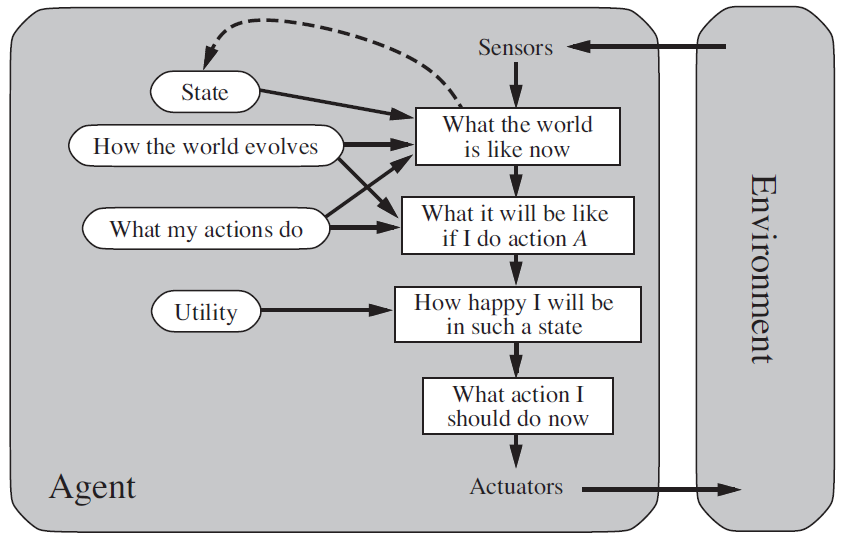 Sensors
State
What the world
is like now
How the world evolves
What it will be like
if I do action A
What my actions do
How happy I will be
in such a state
Utility
What action I
should do now
Agent
Actuators
Environment